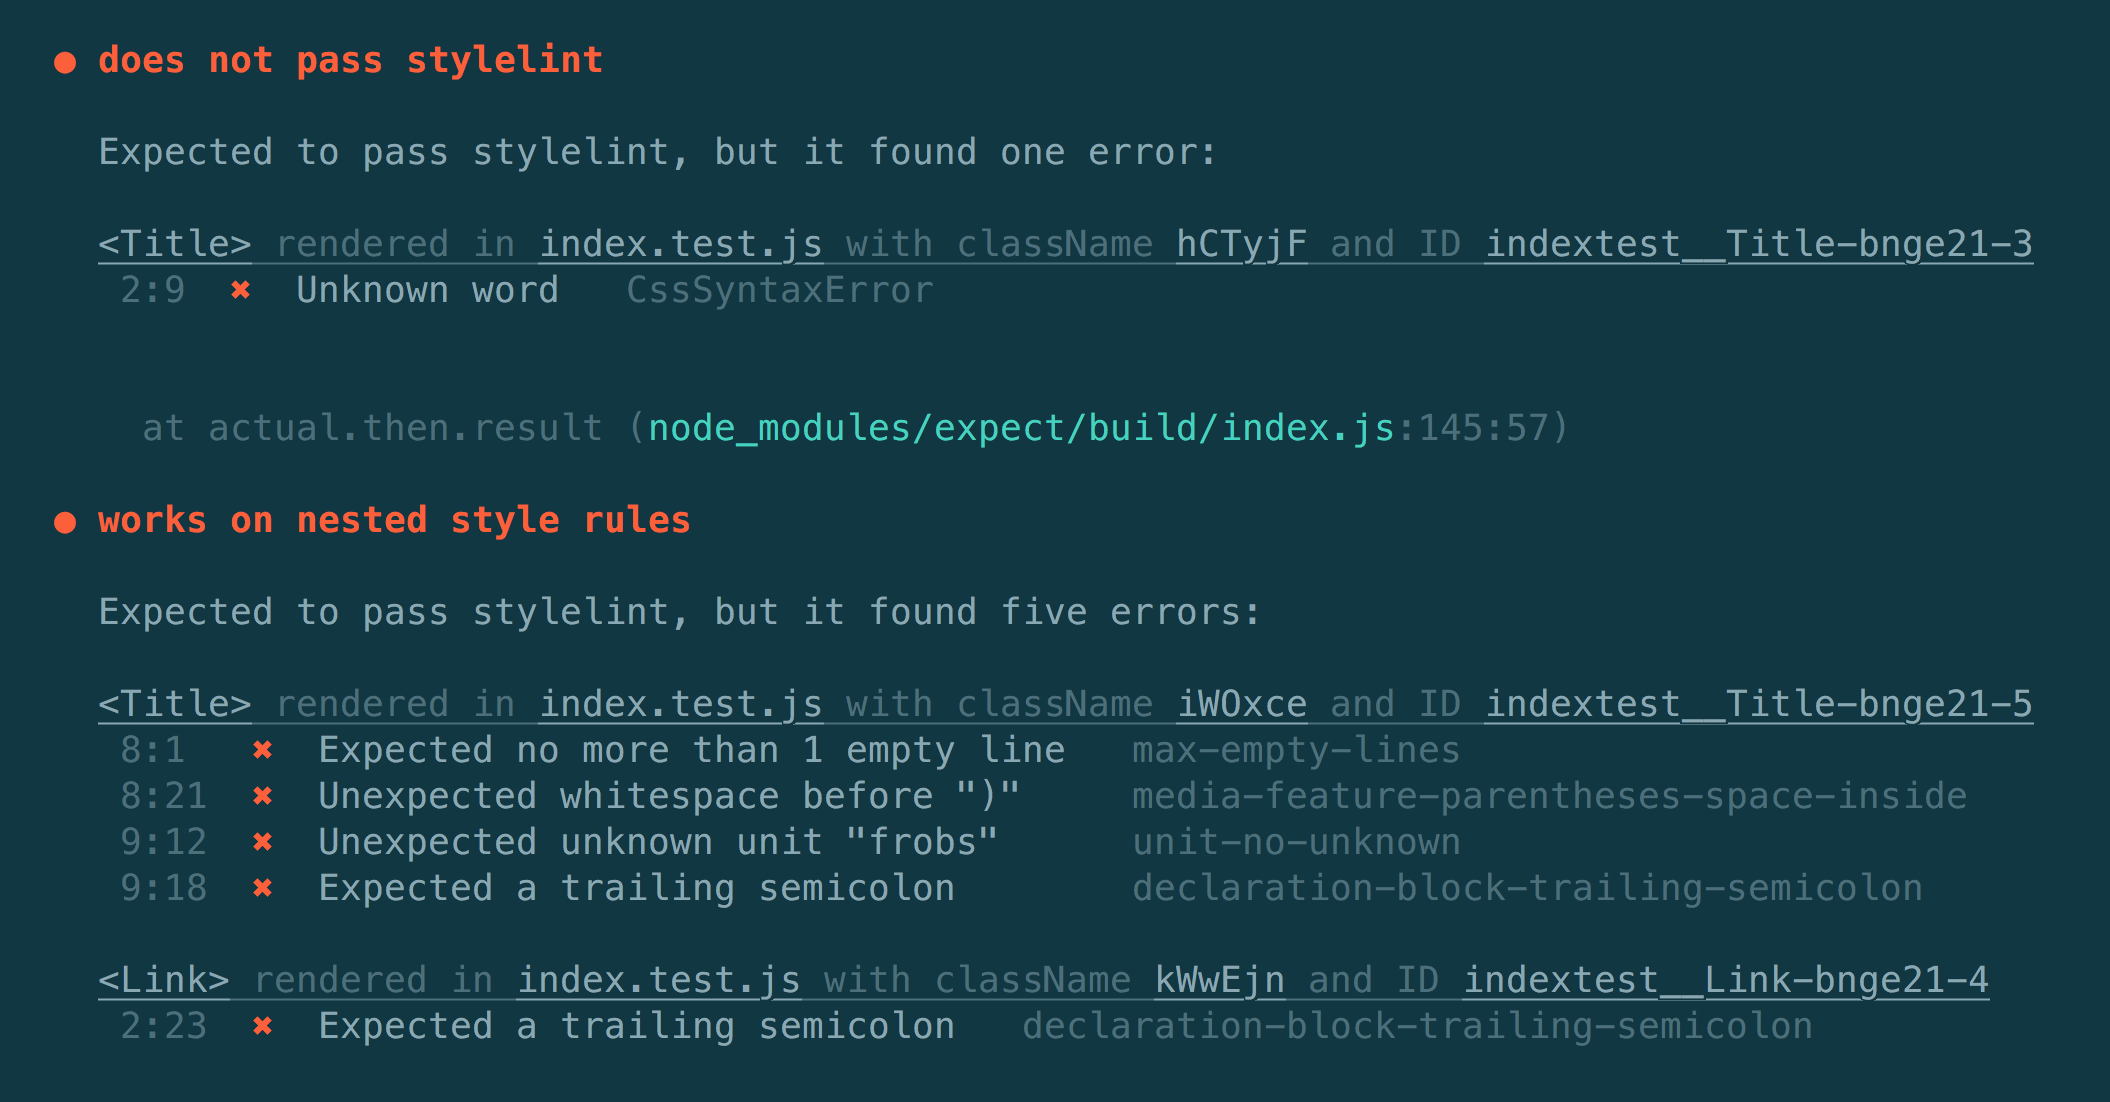 ● does not pass stylelint
Expected to pass stylelint, but it found one error:
<Title> rendered in index.test.js with className hCTyjF and ID indextest__Title-bnge21-3
2:9 ✖ Unknown word CssSyntaxError
at actual.then.result (node_modules/expect/build/index.js:145:57)
● works on nested style rules
Expected to pass stylelint, but it found five errors:
<Title> rendered in index.test.js with className iWOxce and ID indextest__Title-bnge21-5
8:1 ✖ Expected no more than 1 empty line max-empty-lines
8:21 ✖ Unexpected whitespace before ")" media-feature-parentheses-space-inside
9:12 ✖ Unexpected unknown unit "frobs" unit-no-unknown
9:18 ✖ Expected a trailing semicolon declaration-block-trailing-semicolon
<Link> rendered in index.test.js with className kWwEjn and ID indextest__Link-bnge21-4
2:23 ✖ Expected a trailing semicolon declaration-block-trailing-semicolon